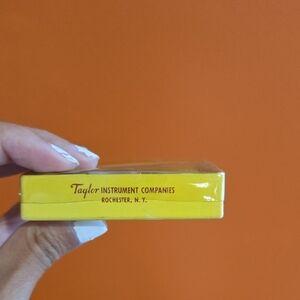 Taylor INSTRUMENT COMPANIES
ROCHESTER, N. Y.